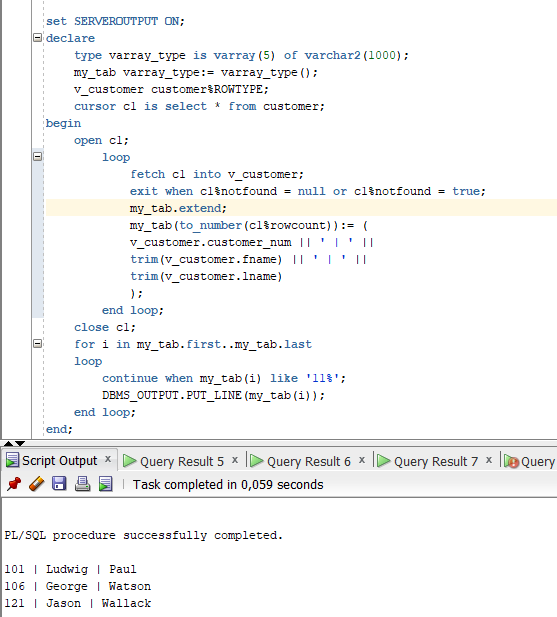 set SERVEROUTPUT ON;
declare
    type varray_type is varray(5) of varchar2(1000);
    my_tab varray_type:= varray_type();
    v_customer customer%ROWTYPE;
    cursor c1 is select * from customer;
begin
    open c1;
        loop
            fetch c1 into v_customer;
            exit when c1%notfound = null or c1%notfound = true;
            my_tab.extend;
            my_tab(to_number(c1%rowcount)):= (
            v_customer.customer_num || ' | ' ||
            trim(v_customer.fname) || ' | ' ||
            trim(v_customer.lname)
            );
        end loop;
    close c1;
    for i in my_tab.first..my_tab.last
    loop
        continue when my_tab(i) like '11%';
        DBMS_OUTPUT.PUT_LINE(my_tab(i));
    end loop;
end;
Script Output x Query Result 5 x Query Result 6 x Query Result 7 x Query
Task completed in 0,059 seconds
PL/SQL procedure successfully completed.
101 | Ludwig | Paul
106 | George | Watson
121 | Jason | Wallack